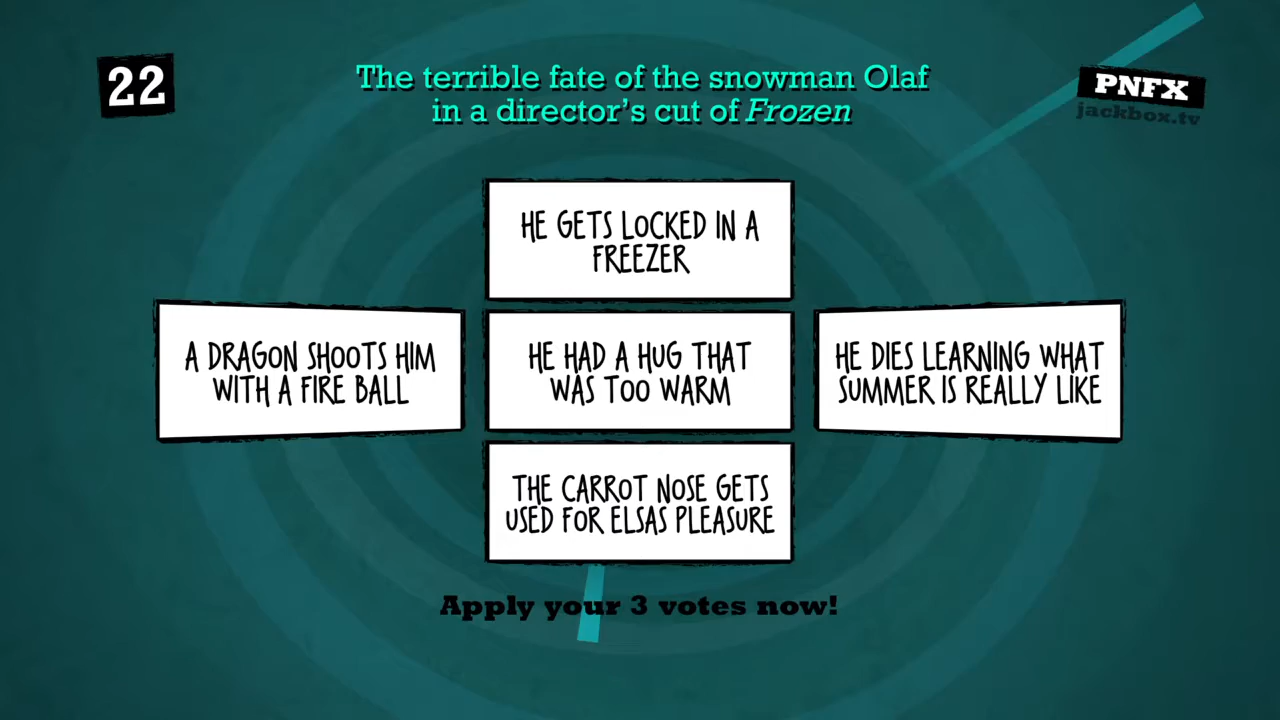 22
The terrible fate of the snowman Olaf
in a director's cut of Frozen
PNFX
jackbox.tv
HE GETS LOCKED IN A
FREEZER
A DRAGON SHOOTS HIM
WITH A FIRE BALL
HE HAD A HUG THAT
WAS TOO WARM
HE DIES LEARNING WHAT
SUMMER IS REALLY LIKE
THE CARROT NOSE GETS
USED FOR ELSAS PLEASURE
Apply your 3 votes now!